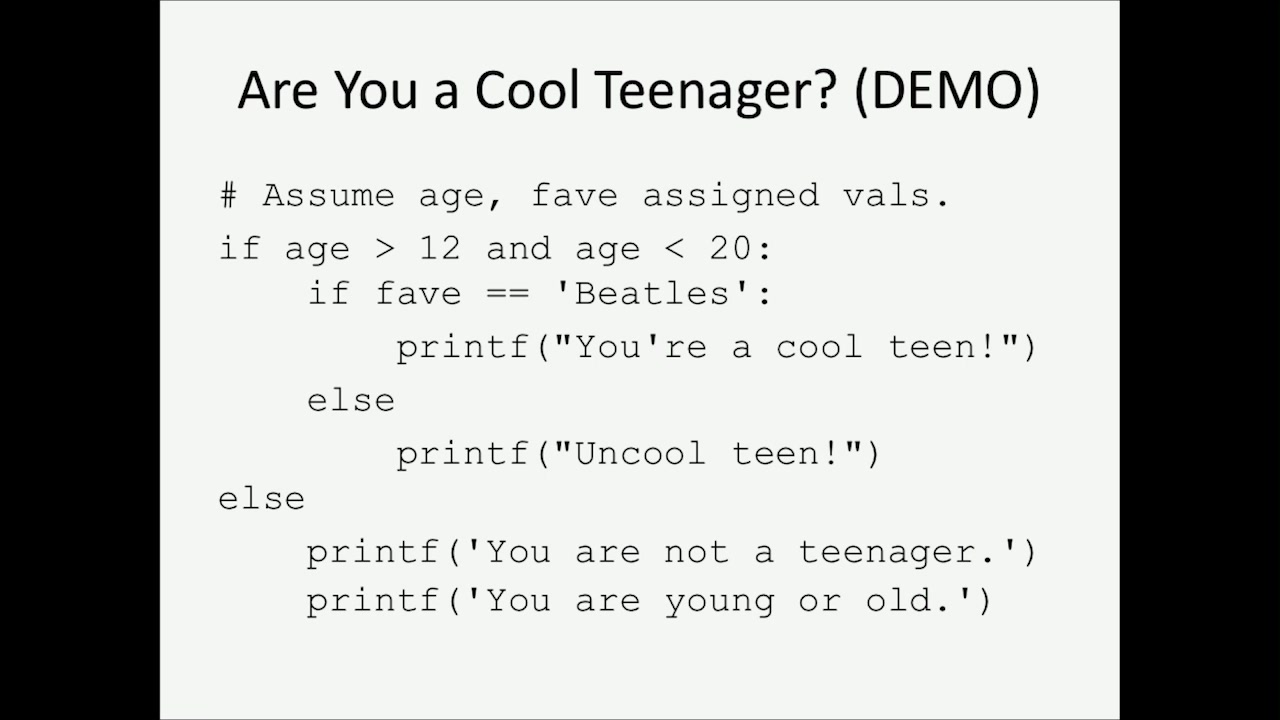 Are You a Cool Teenager? (DEMO)
# Assume age, fave assigned vals.
if age > 12 and age < 20:
    if fave == 'Beatles':
        printf("You're a cool teen!")
    else
        printf("Uncool teen!")
else
    printf('You are not a teenager.')
    printf('You are young or old.')